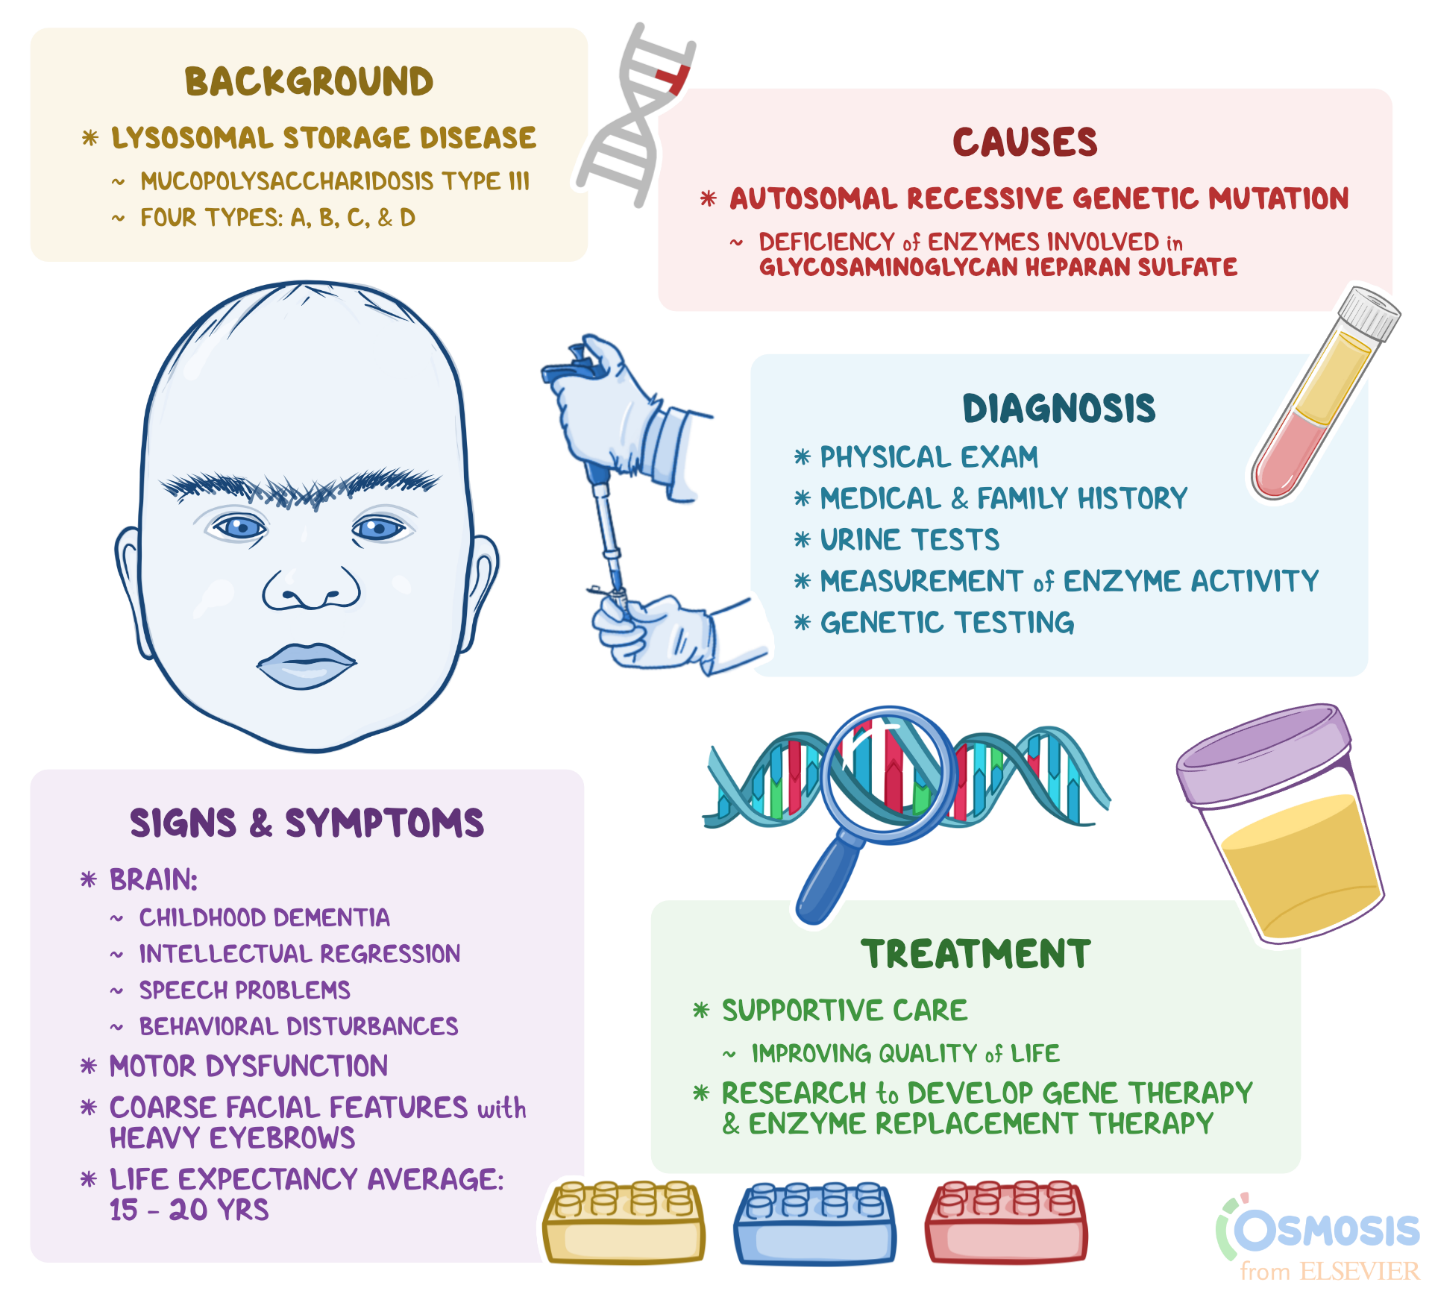 BACKGROUND
* LYSOSOMAL STORAGE DISEASE
~ MUCOPOLYSACCHARIDOSIS TYPE III
~ FOUR TYPES: A, B, C, & D
CAUSES
* AUTOSOMAL RECESSIVE GENETIC MUTATION
~ DEFICIENCY of ENZYMES INVOLVED in
GLYCOSAMINOGLYCAN HEPARAN SULFATE
DIAGNOSIS
* PHYSICAL EXAM
* MEDICAL & FAMILY HISTORY
* URINE TESTS
* MEASUREMENT of ENZYME ACTIVITY
* GENETIC TESTING
SIGNS & SYMPTOMS
* BRAIN:
~ CHILDHOOD DEMENTIA
~ INTELLECTUAL REGRESSION
~ SPEECH PROBLEMS
~ BEHAVIORAL DISTURBANCES
* MOTOR DYSFUNCTION
* COARSE FACIAL FEATURES with
HEAVY EYEBROWS
* LIFE EXPECTANCY AVERAGE:
15 - 20 YRS
TREATMENT
* SUPPORTIVE CARE
~ IMPROVING QUALITY of LIFE
* RESEARCH to DEVELOP GENE THERAPY
& ENZYME REPLACEMENT THERAPY
OSMOSIS
from ELSEVIER